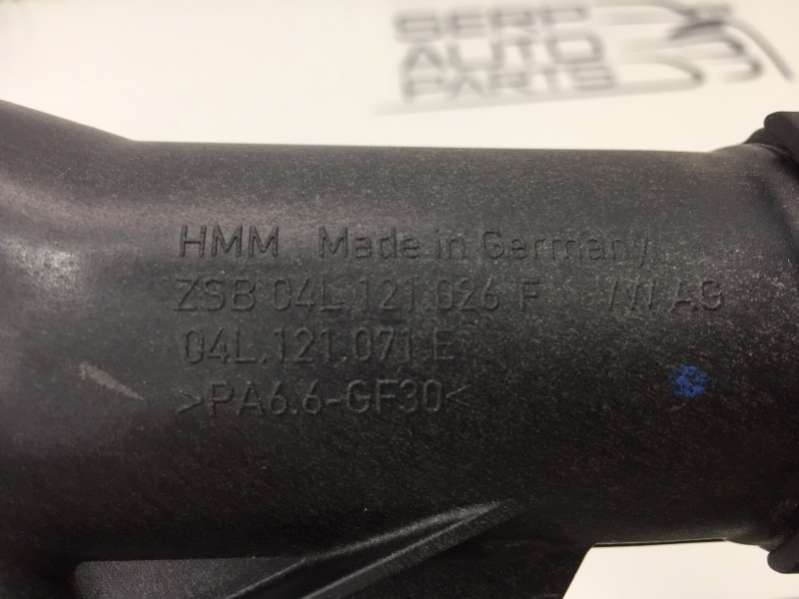 SERP
AUTO
PARTS
HMM Made in Germany
ZSB 04L.121.026 F VW AG
04L.121.071 E
>PA6.6-GF30<